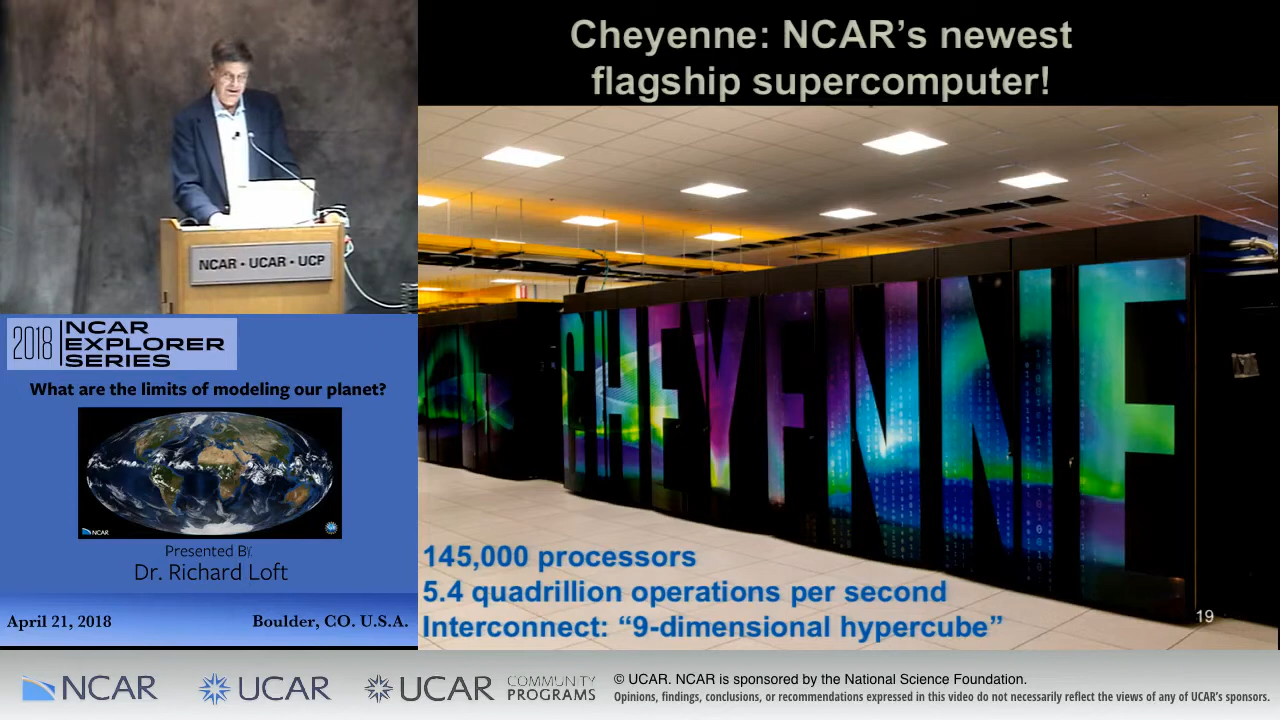 Cheyenne: NCAR's newest
flagship supercomputer!
NCAR • UCAR • UCP
CHEYENNE
2018 NCAR
EXPLORER
SERIES
What are the limits of modeling our planet?
NCAR
Presented By
Dr. Richard Loft
April 21, 2018
Boulder, CO. U.S.A.
145,000 processors
5.4 quadrillion operations per second
Interconnect: “9-dimensional hypercube”
19
NCAR
UCAR
UCAR
COMMUNITY
PROGRAMS
© UCAR. NCAR is sponsored by the National Science Foundation.
Opinions, findings, conclusions, or recommendations expressed in this video do not necessarily reflect the views of any of UCAR's sponsors.